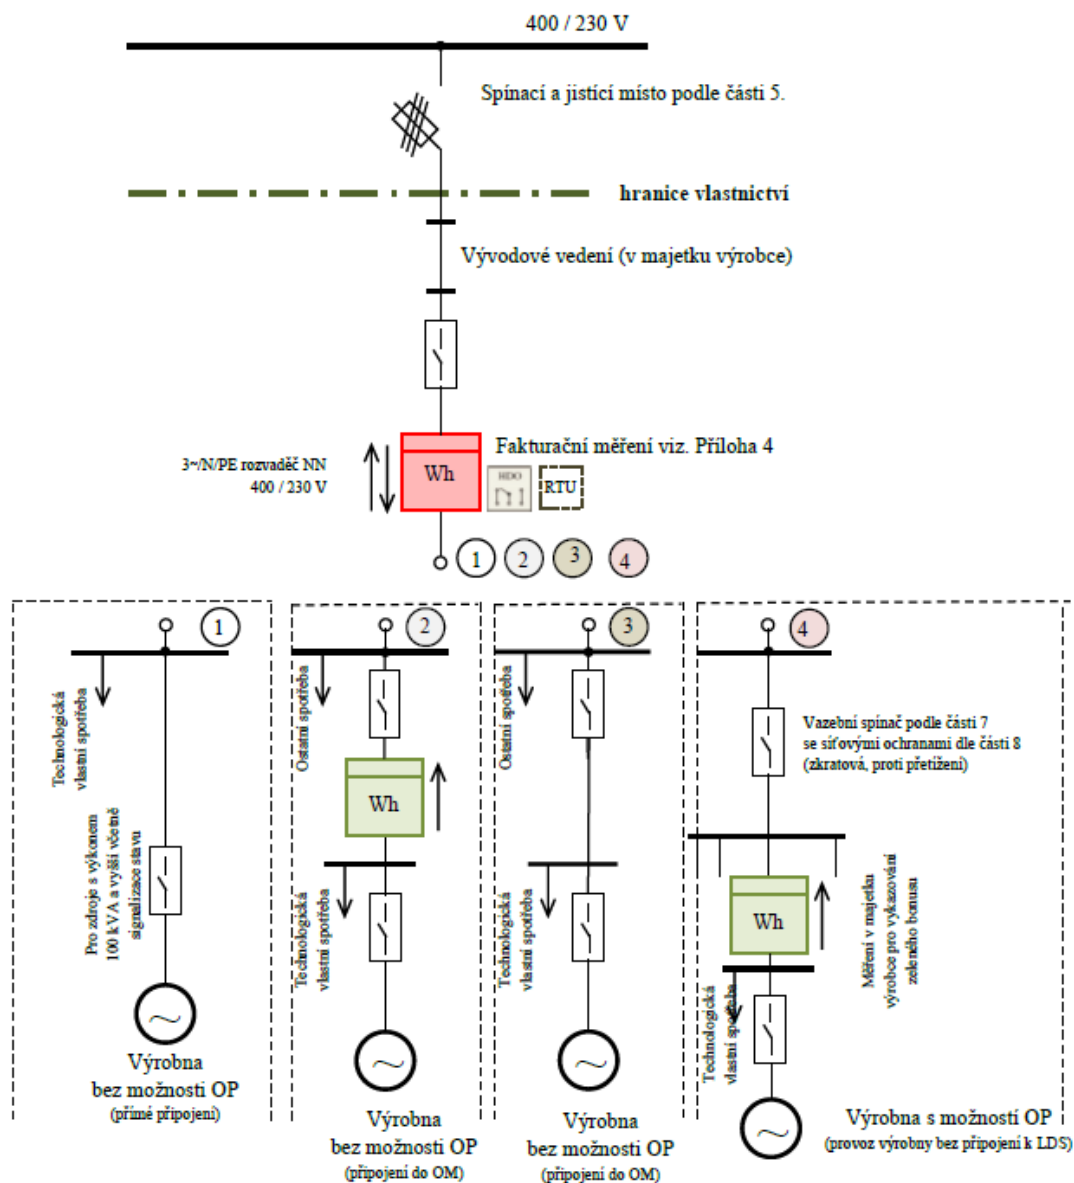 400 / 230 V
Spínací a jistící místo podle části 5.
hranice vlastnictví
Vývodové vedení (v majetku výrobce)
Fakturační měření viz. Příloha 4
3~/N/PE rozvaděč NN
400 / 230 V
Wh
HDO
RTU
1
2
3
4
1
Technologická
vlastní spotřeba
Pro zdroje s výkonem
100 kVA a vyšší včetně
signalizace stavu
Výrobna
bez možnosti OP
(přímé připojení)
2
Ostatní spotřeba
Wh
Technologická
vlastní spotřeba
Výrobna
bez možnosti OP
(připojení do OM)
3
Ostatní spotřeba
Technologická
vlastní spotřeba
Výrobna
bez možnosti OP
(připojení do OM)
4
Vazební spínač podle části 7
se síťovými ochranami dle části 8
(zkratová, proti přetížení)
Wh
Měření v majetku
výrobce pro vykazování
zeleného bonusu
Technologická
vlastní spotřeba
Výrobna s možností OP
(provoz výrobny bez připojení k LDS)